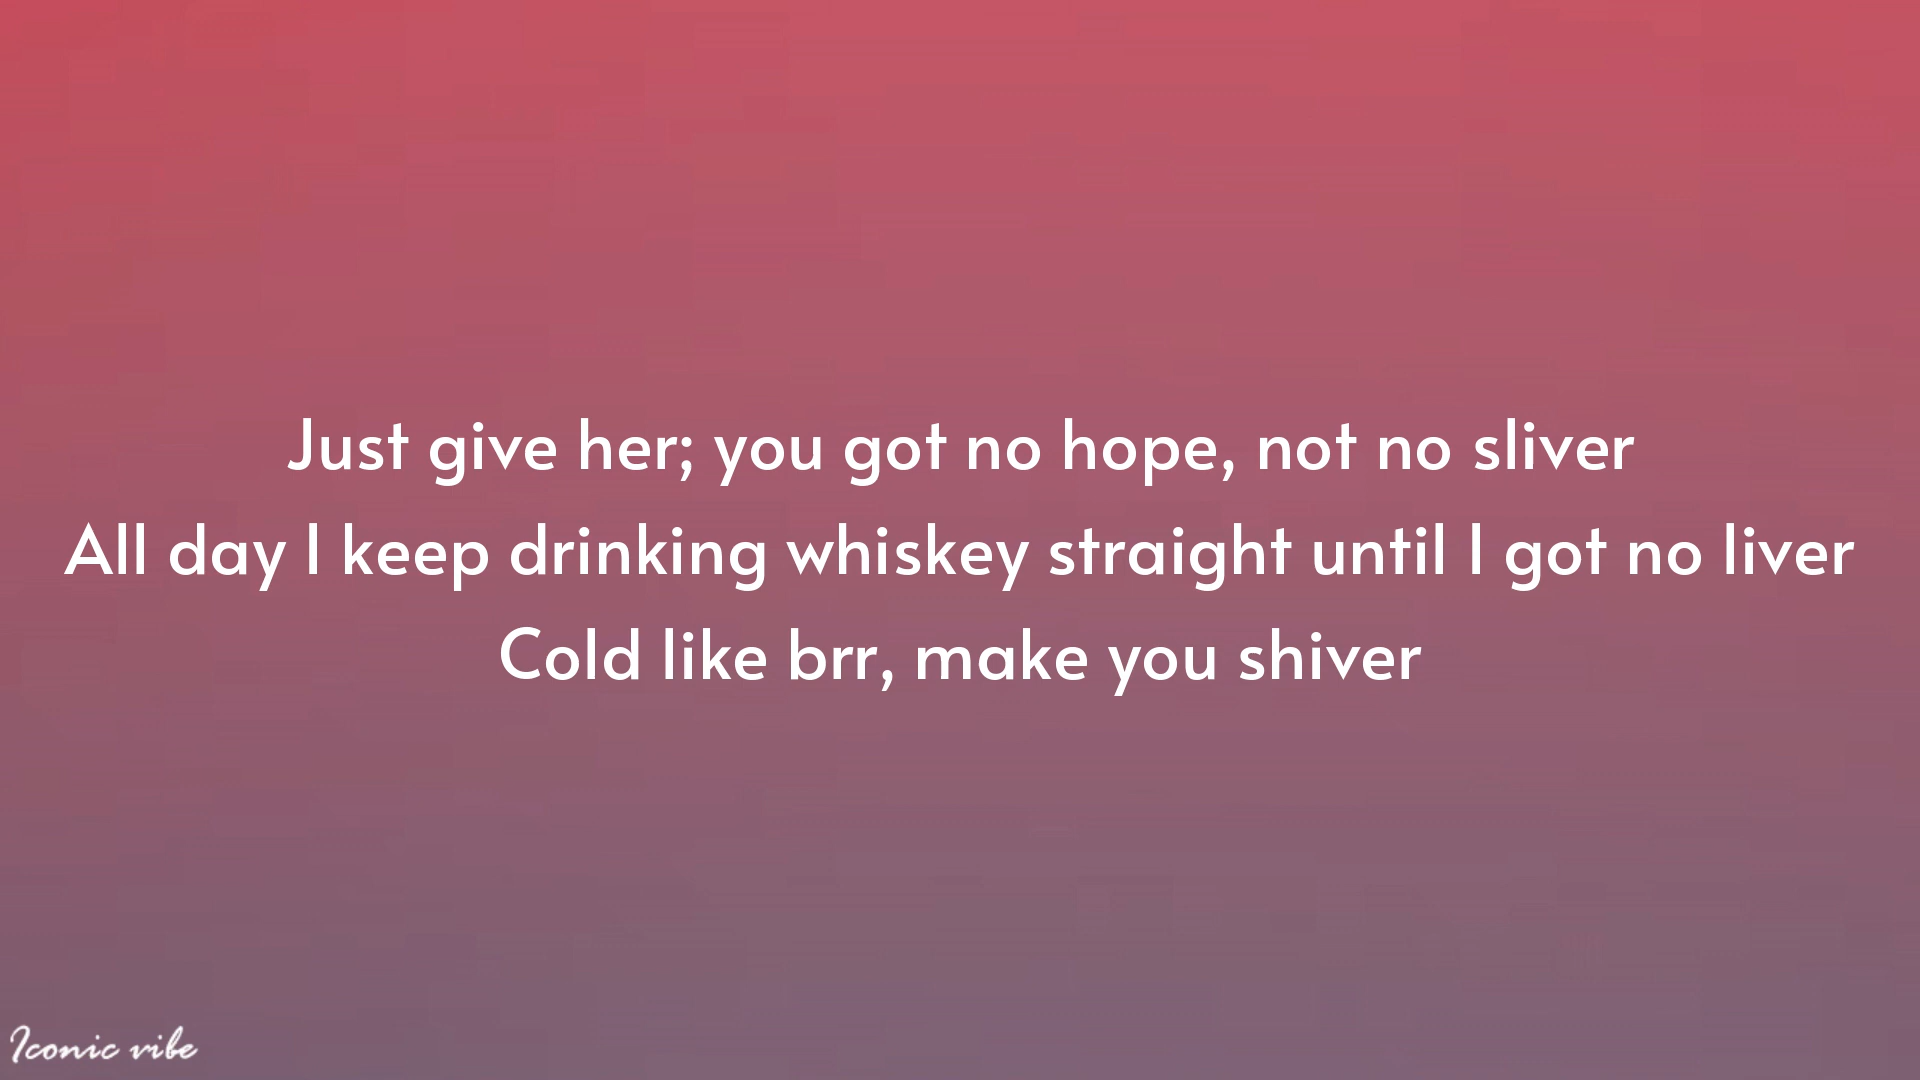 Just give her; you got no hope, not no sliver
All day I keep drinking whiskey straight until I got no liver
Cold like brr, make you shiver
Iconic vibe